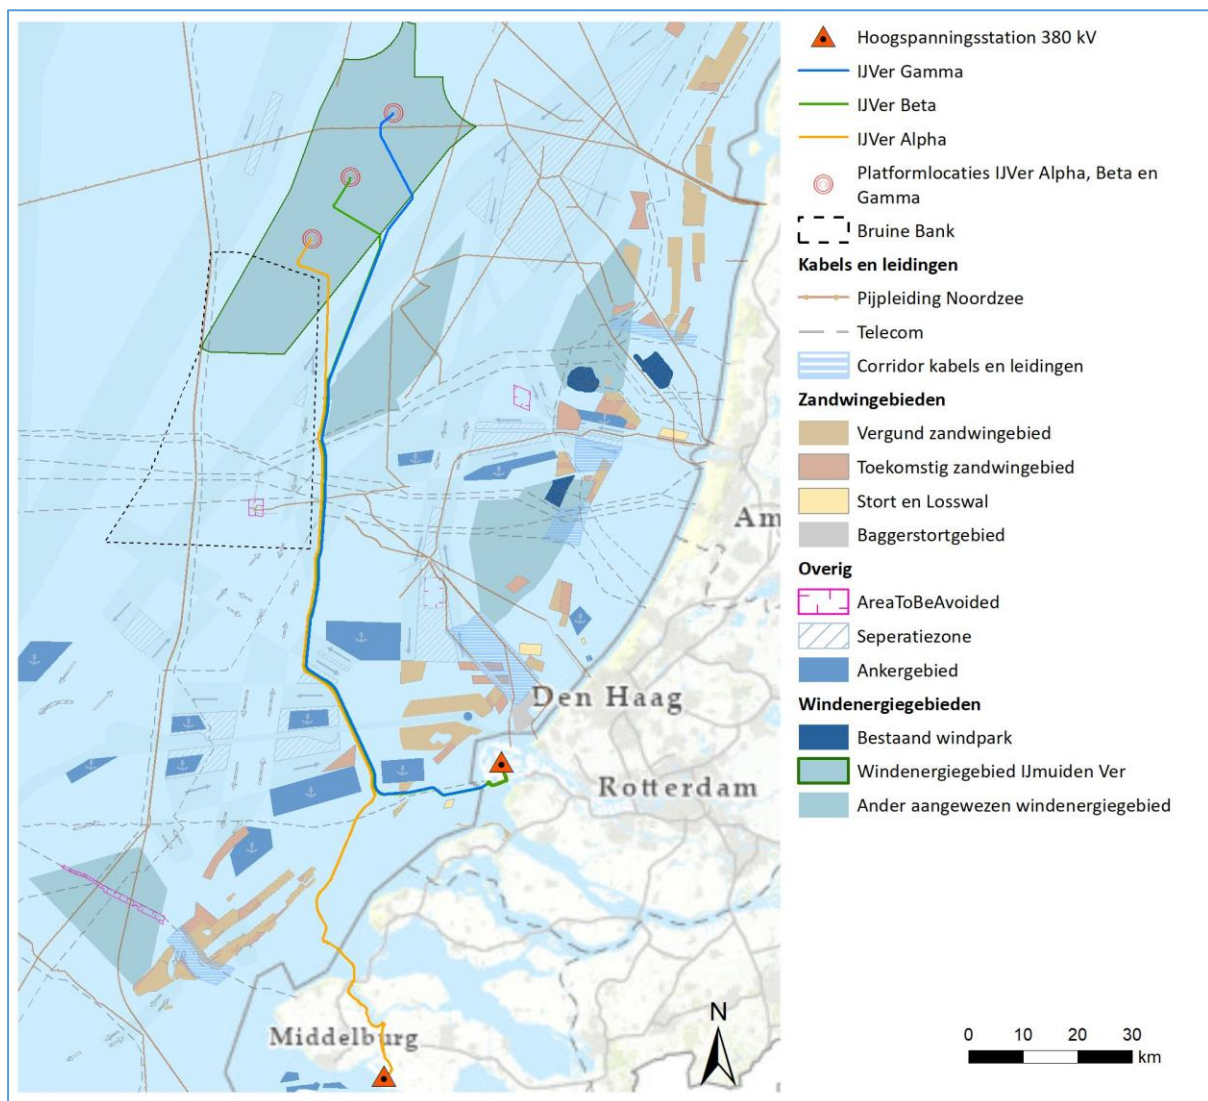 Hoogspanningsstation 380 kV
IJVer Gamma
IJVer Beta
IJVer Alpha
Platformlocaties IJVer Alpha, Beta en
Gamma
Bruine Bank
Kabels en leidingen
Pijpleiding Noordzee
Telecom
Corridor kabels en leidingen
Zandwingebieden
Vergund zandwingebied
Toekomstig zandwingebied
Stort en Losswal
Baggerstortgebied
Overig
AreaToBeAvoided
Seperatiezone
Ankergebied
Windenergiegebieden
Bestaand windpark
Windenergiegebied IJmuiden Ver
Ander aangewezen windenergiegebied
Am
Den Haag
Rotterdam
Middelburg
N
0 10 20 30
km